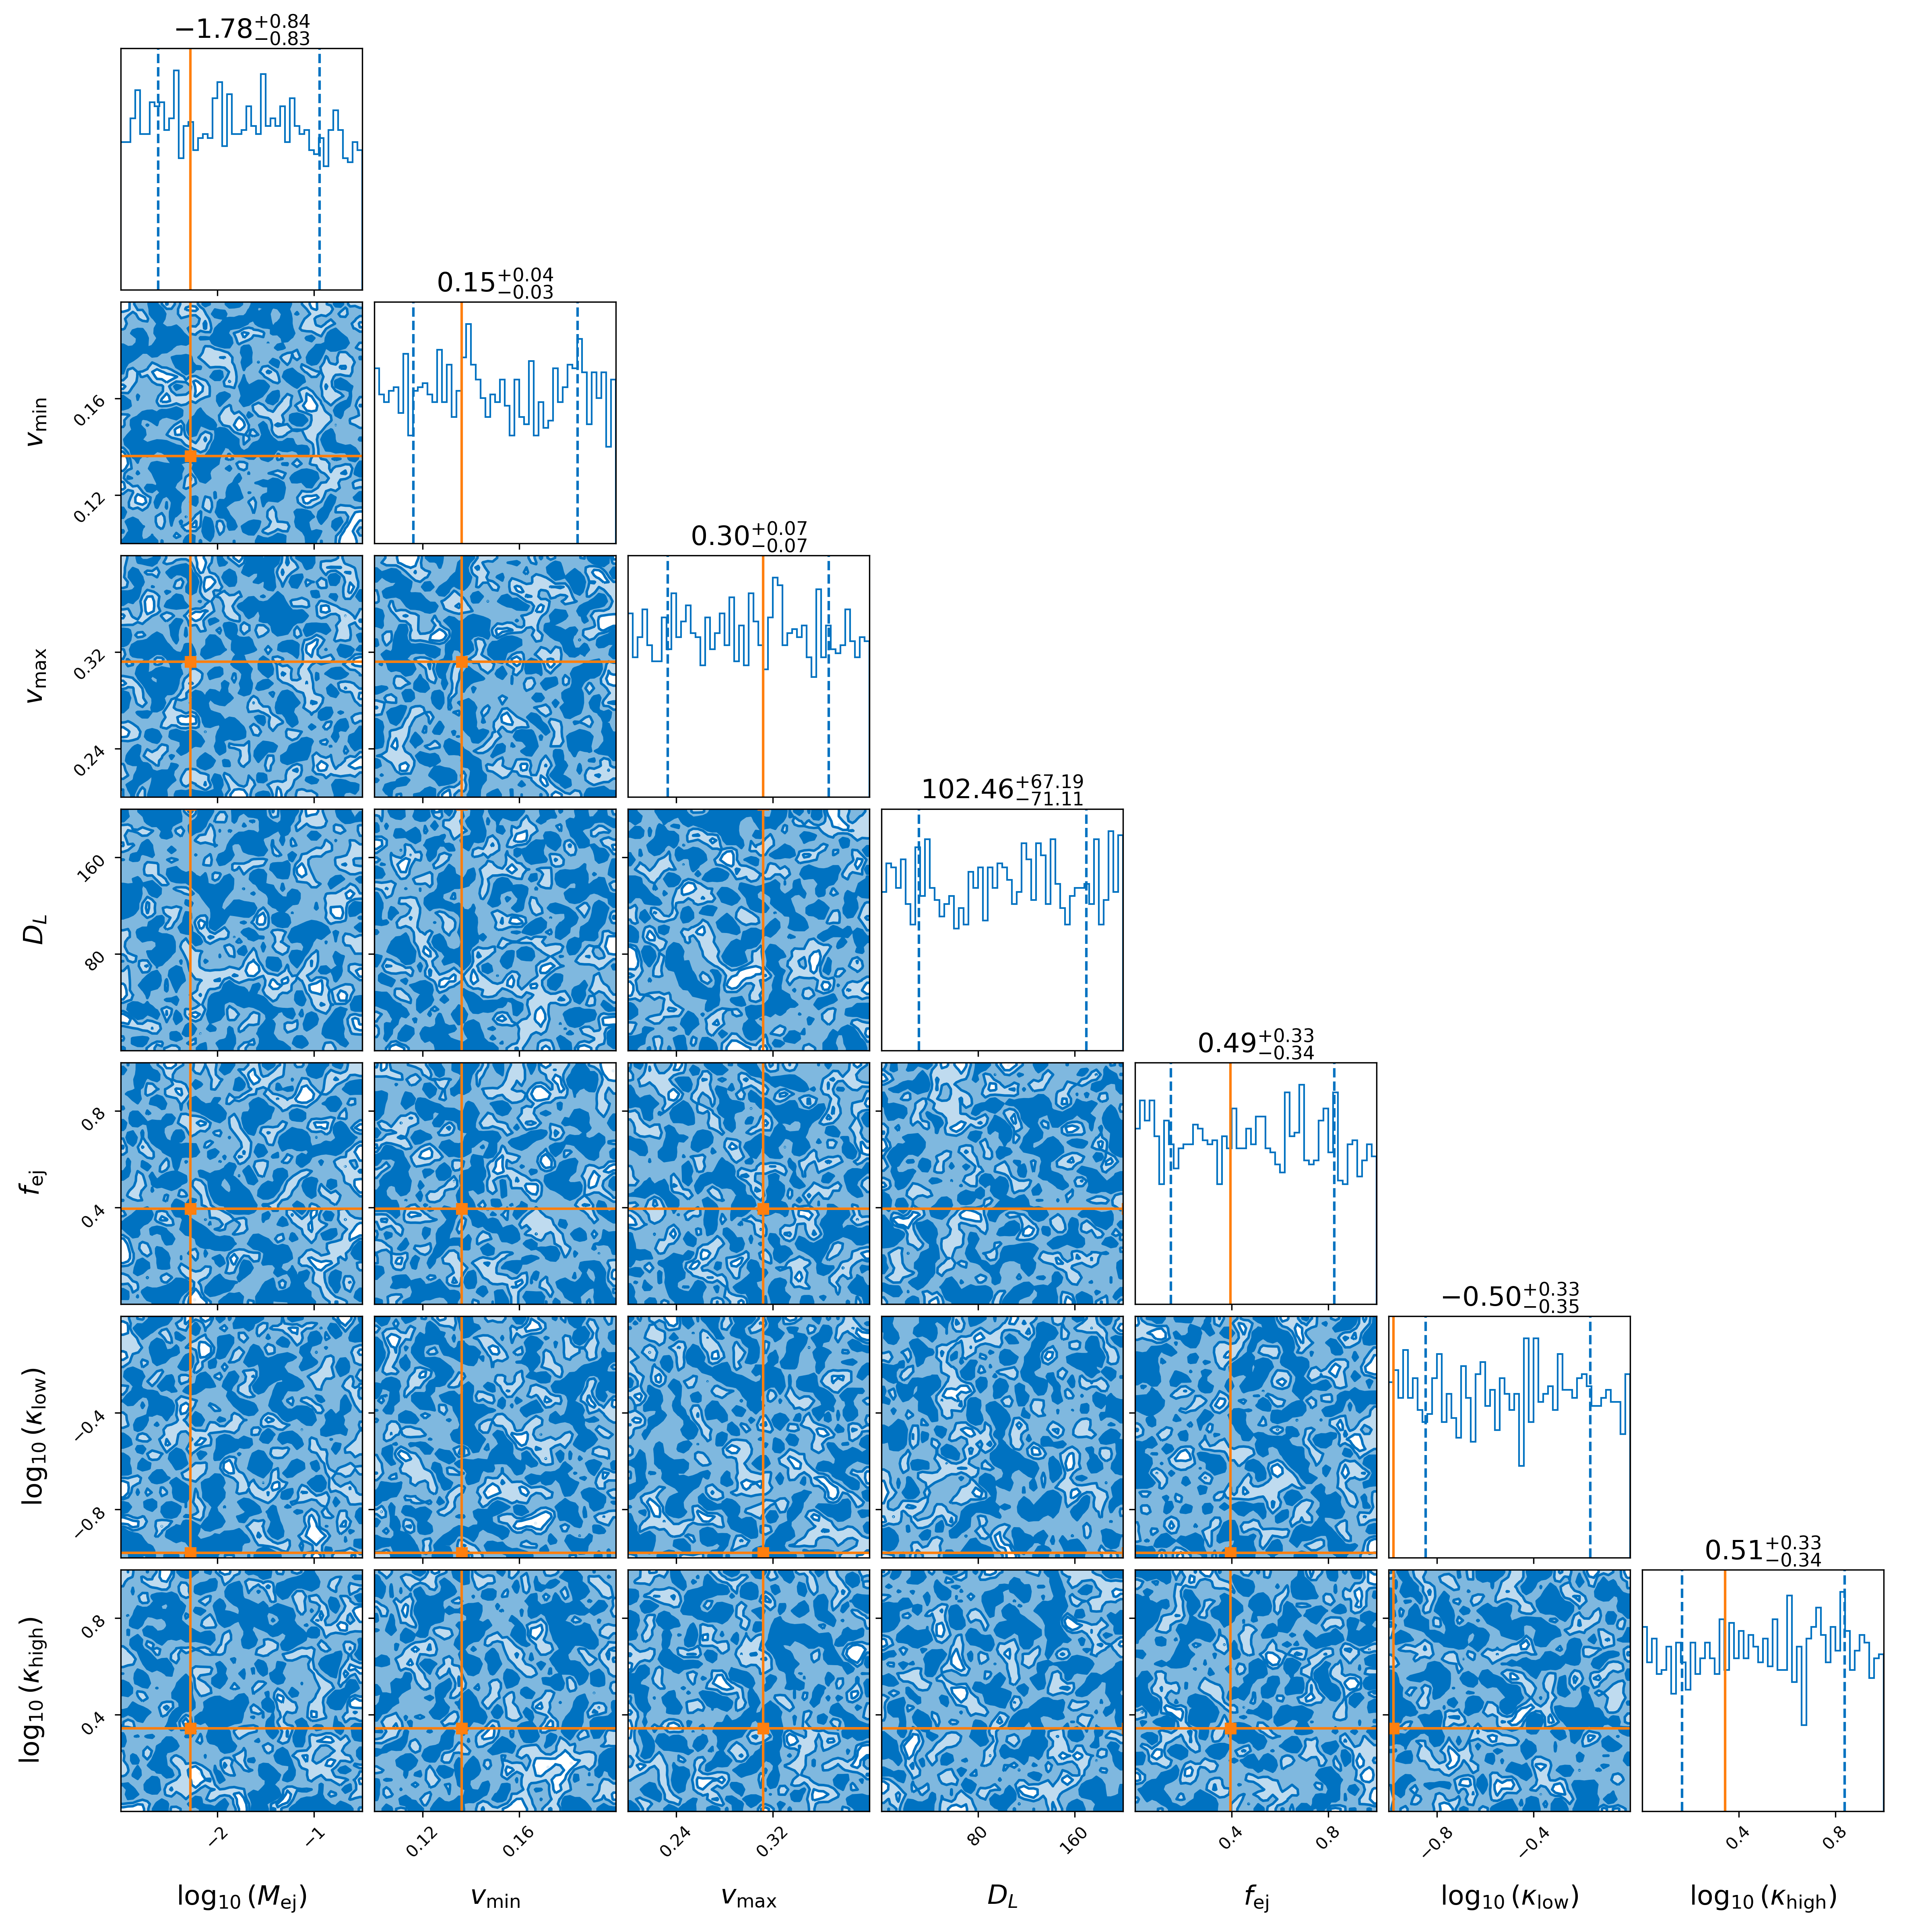 −1.78+0.84−0.83
0.15+0.04−0.03
0.16
0.12
vmin
0.30+0.07−0.07
0.32
0.24
vmax
102.46+67.19−71.11
160
80
DL
0.49+0.33−0.34
0.8
0.4
fej
−0.50+0.33−0.35
−0.4
−0.8
log10 (κlow)
0.51+0.33−0.34
0.8
0.4
log10 (κhigh)
−2 −1 0.12 0.16 0.24 0.32 80 160 0.4 0.8 −0.8 −0.4 0.4 0.8
log10 (Mej) vmin vmax DL fej log10 (κlow) log10 (κhigh)